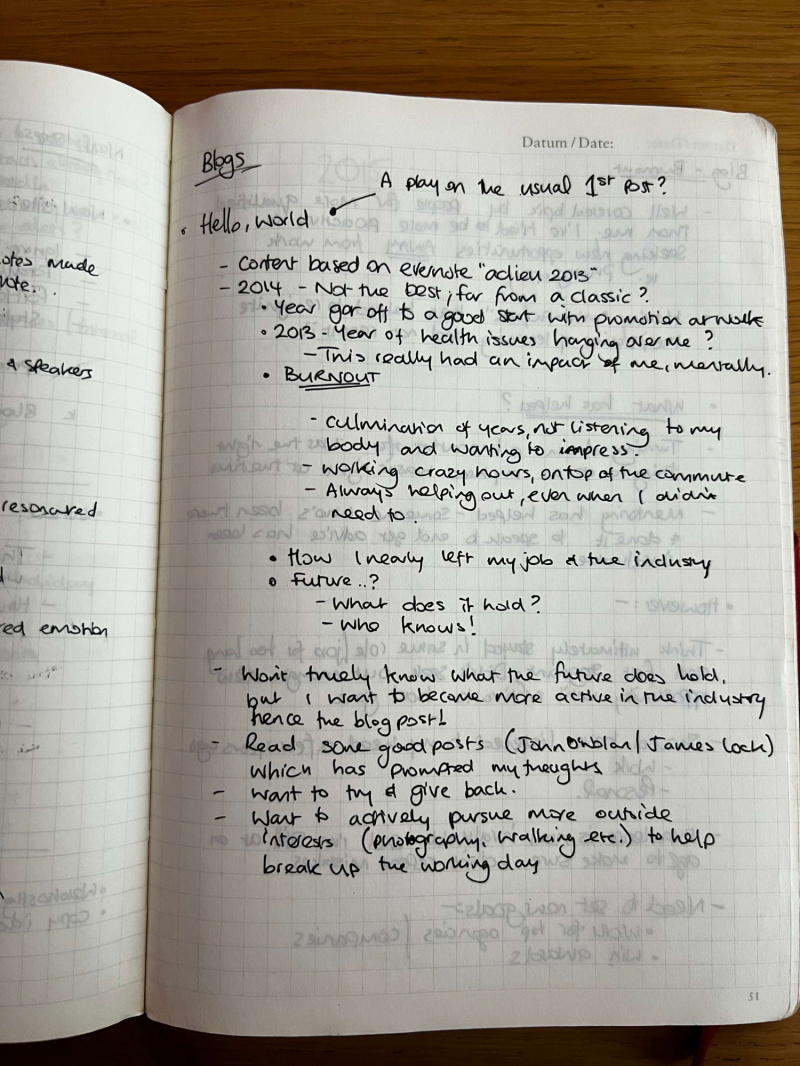 otes made
ote...
& speakers
resonated
ed emotion
Datum / Date:
Blogs
A play on the usual 1st post?
• Hello, world
- Content based on evernote "adieu 2013"
- 2014 - Not the best, far from a classic?
• Year got off to a good start with promotion at work
• 2013 - Year of health issues hanging over me?
- This really had an impact of me, mentally.
• BURNOUT
- culmination of years, not listening to my
body and wanting to impress.
- working crazy hours, on top of the commute
- Always helping out, even when I didn't
need to.
• How I nearly left my job & the industry
• Future..?
- What does it hold?
- Who knows!
- Won't truely know what the future does hold,
but I want to become more active in the industry
hence the blog post!
- Read some good posts (John / James Lock)
which has prompted my thoughts
- Want to try & give back.
- Want to actively pursue more outside
interests (photography, walking etc.) to help
break up the working day
51